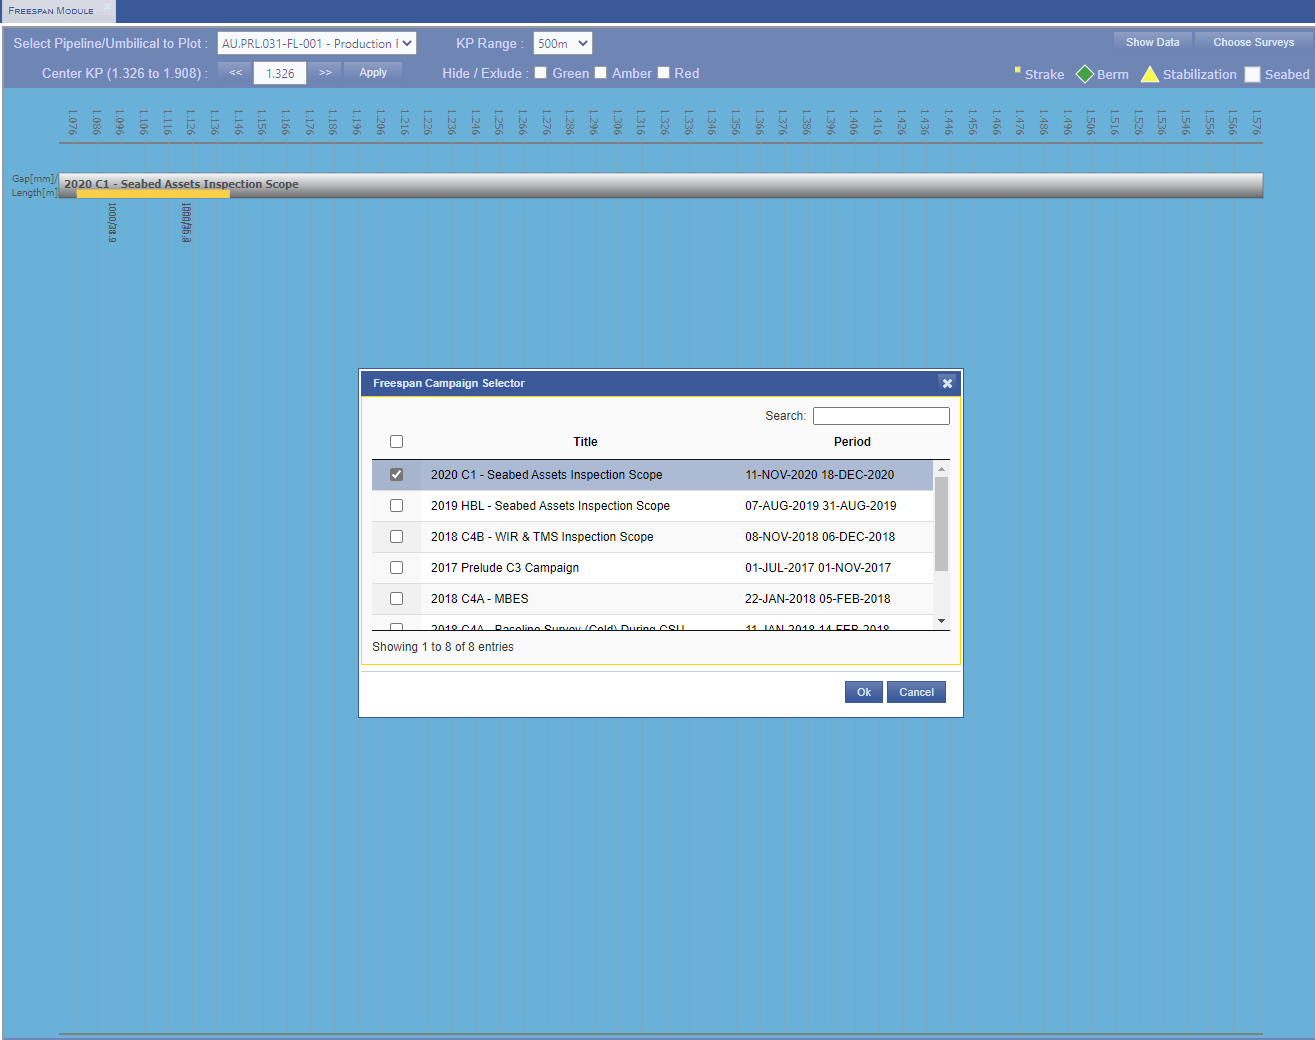 Freespan Module
Select Pipeline/Umbilical to Plot : AU.PRL.031-FL-001 - Production F KP Range : 500m Show Data Choose Surveys
Center KP (1.326 to 1.908) : << 1.326 >> Apply Hide / Exlude : Green Amber Red Strake Berm Stabilization Seabed
1.076 1.086 1.096 1.106 1.116 1.126 1.136 1.146 1.156 1.166 1.176 1.186 1.196 1.206 1.216 1.226 1.236 1.246 1.256 1.266 1.276 1.286 1.296 1.306 1.316 1.326 1.336 1.346 1.356 1.366 1.376 1.386 1.396 1.406 1.416 1.426 1.436 1.446 1.456 1.466 1.476 1.486 1.496 1.506 1.516 1.526 1.536 1.546 1.556 1.566 1.576
Gap[mm]/
Length[m]
2020 C1 - Seabed Assets Inspection Scope
Freespan Campaign Selector
Search:
Title Period
2020 C1 - Seabed Assets Inspection Scope 11-NOV-2020 18-DEC-2020
2019 HBL - Seabed Assets Inspection Scope 07-AUG-2019 31-AUG-2019
2018 C4B - WIR & TMS Inspection Scope 08-NOV-2018 06-DEC-2018
2017 Prelude C3 Campaign 01-JUL-2017 01-NOV-2017
2018 C4A - MBES 22-JAN-2018 05-FEB-2018
2018 C4A - Baseline Survey (Cold) During CSU 11-JAN-2018 14-FEB-2018
Showing 1 to 8 of 8 entries
Ok Cancel